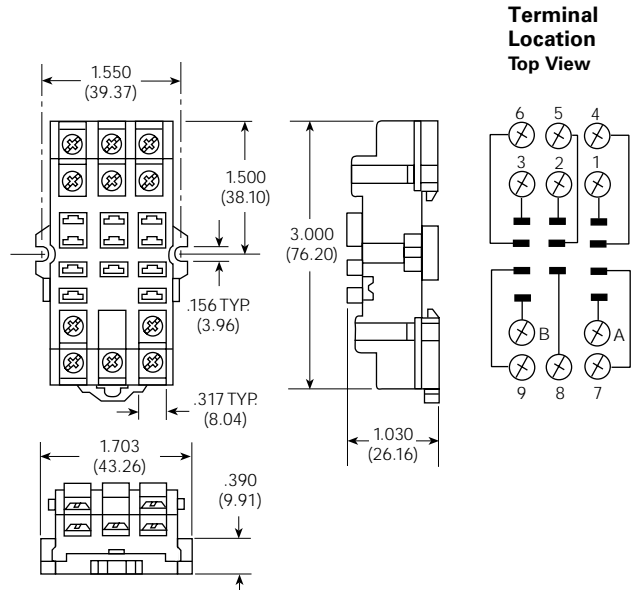 Terminal
Location
Top View
1.550
(39.37)
6 5 4
3 2 1
1.500
(38.10)
3.000
(76.20)
.156 TYP.
(3.96)
B A
9 8 7
.317 TYP.
(8.04)
1.030
(26.16)
1.703
(43.26)
.390
(9.91)